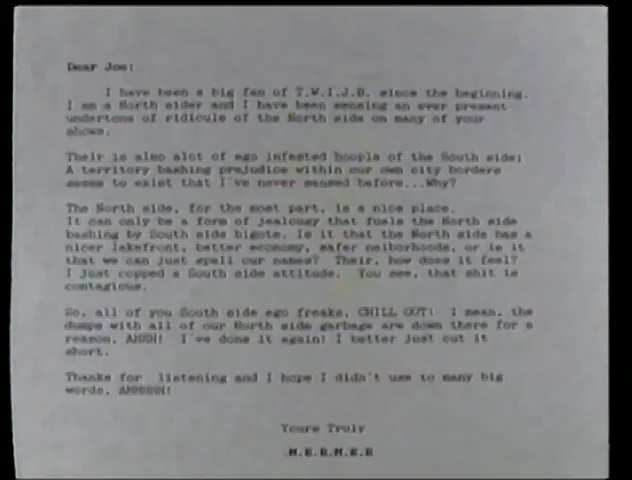 Dear Joe:
I have been a big fan of T.W.I.J.B. since the beginning.
I am a North sider and I have been sensing an ever present
undertone of ridicule of the North side on many of your
shows.
Their is also alot of ego infested hoopla of the South side;
A territory bashing prejudice within our own city borders
seems to exist that I've never sensed before...Why?
The North side, for the most part, is a nice place.
It can only be a form of jealousy that fuels the North side
bashing by South side bigots. Is it that the North side has a
nicer lakefront, better economy, safer neiborhoods, or is it
that we can just spell our names? Their, how does it feel?
I just copped a South side attitude. You see, that shit is
contagious.
So, all of you South side ego freaks, CHILL OUT! I mean, the
dumps with all of our North side garbage are down there for a
reason, I've done it again! I better just cut it
short.
Thanks for listening and I hope I didn't use to many big
words,
Yours Truly